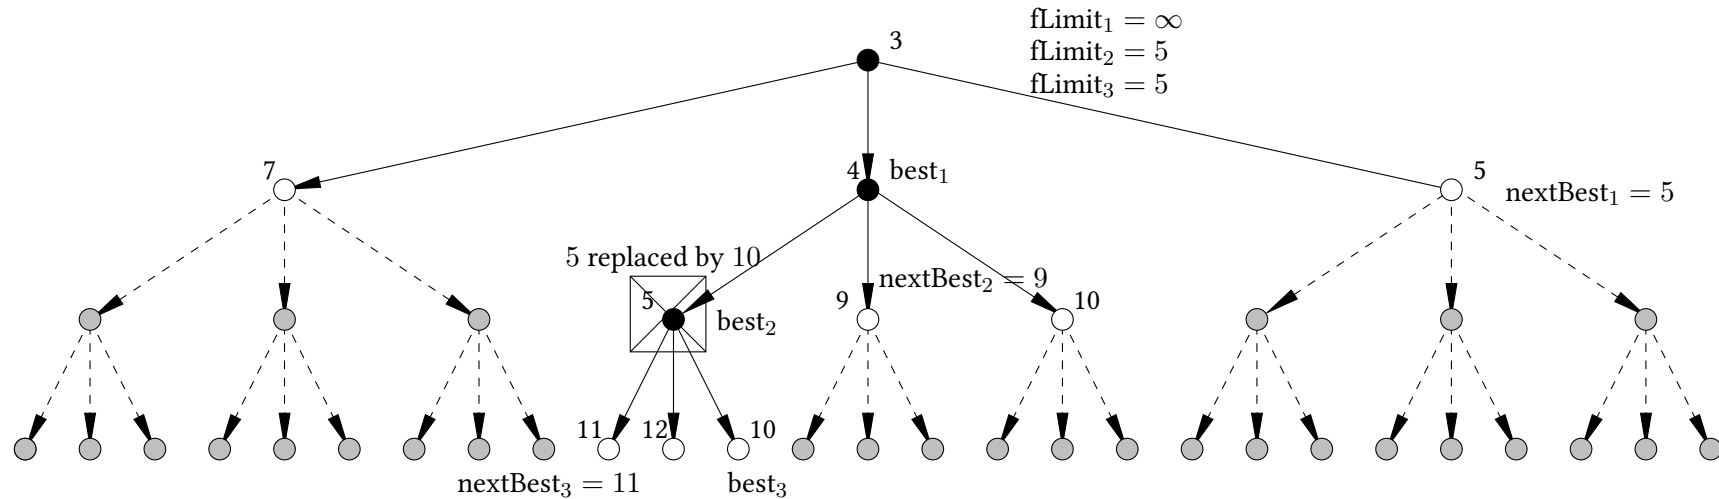 3
fLimit₁ = ∞
fLimit₂ = 5
fLimit₃ = 5
7
4
best₁
5
nextBest₁ = 5
5 replaced by 10
nextBest₂ = 9
5
best₂
9
10
11
12
10
nextBest₃ = 11
best₃